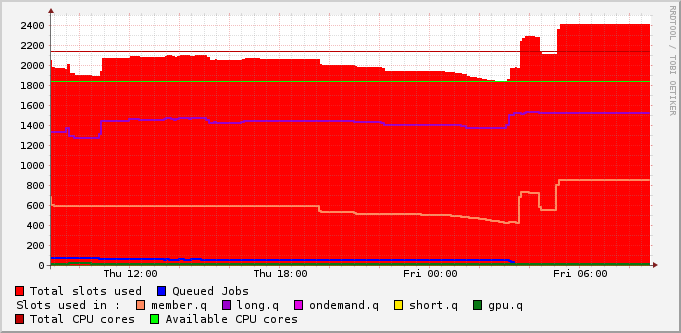 RRDTOOL / TOBI OETIKER
2400
2200
2000
1800
1600
1400
1200
1000
800
600
400
200
0
Thu 12:00 Thu 18:00 Fri 00:00 Fri 06:00
Total slots used Queued Jobs
Slots used in : member.q long.q ondemand.q short.q gpu.q
Total CPU cores Available CPU cores